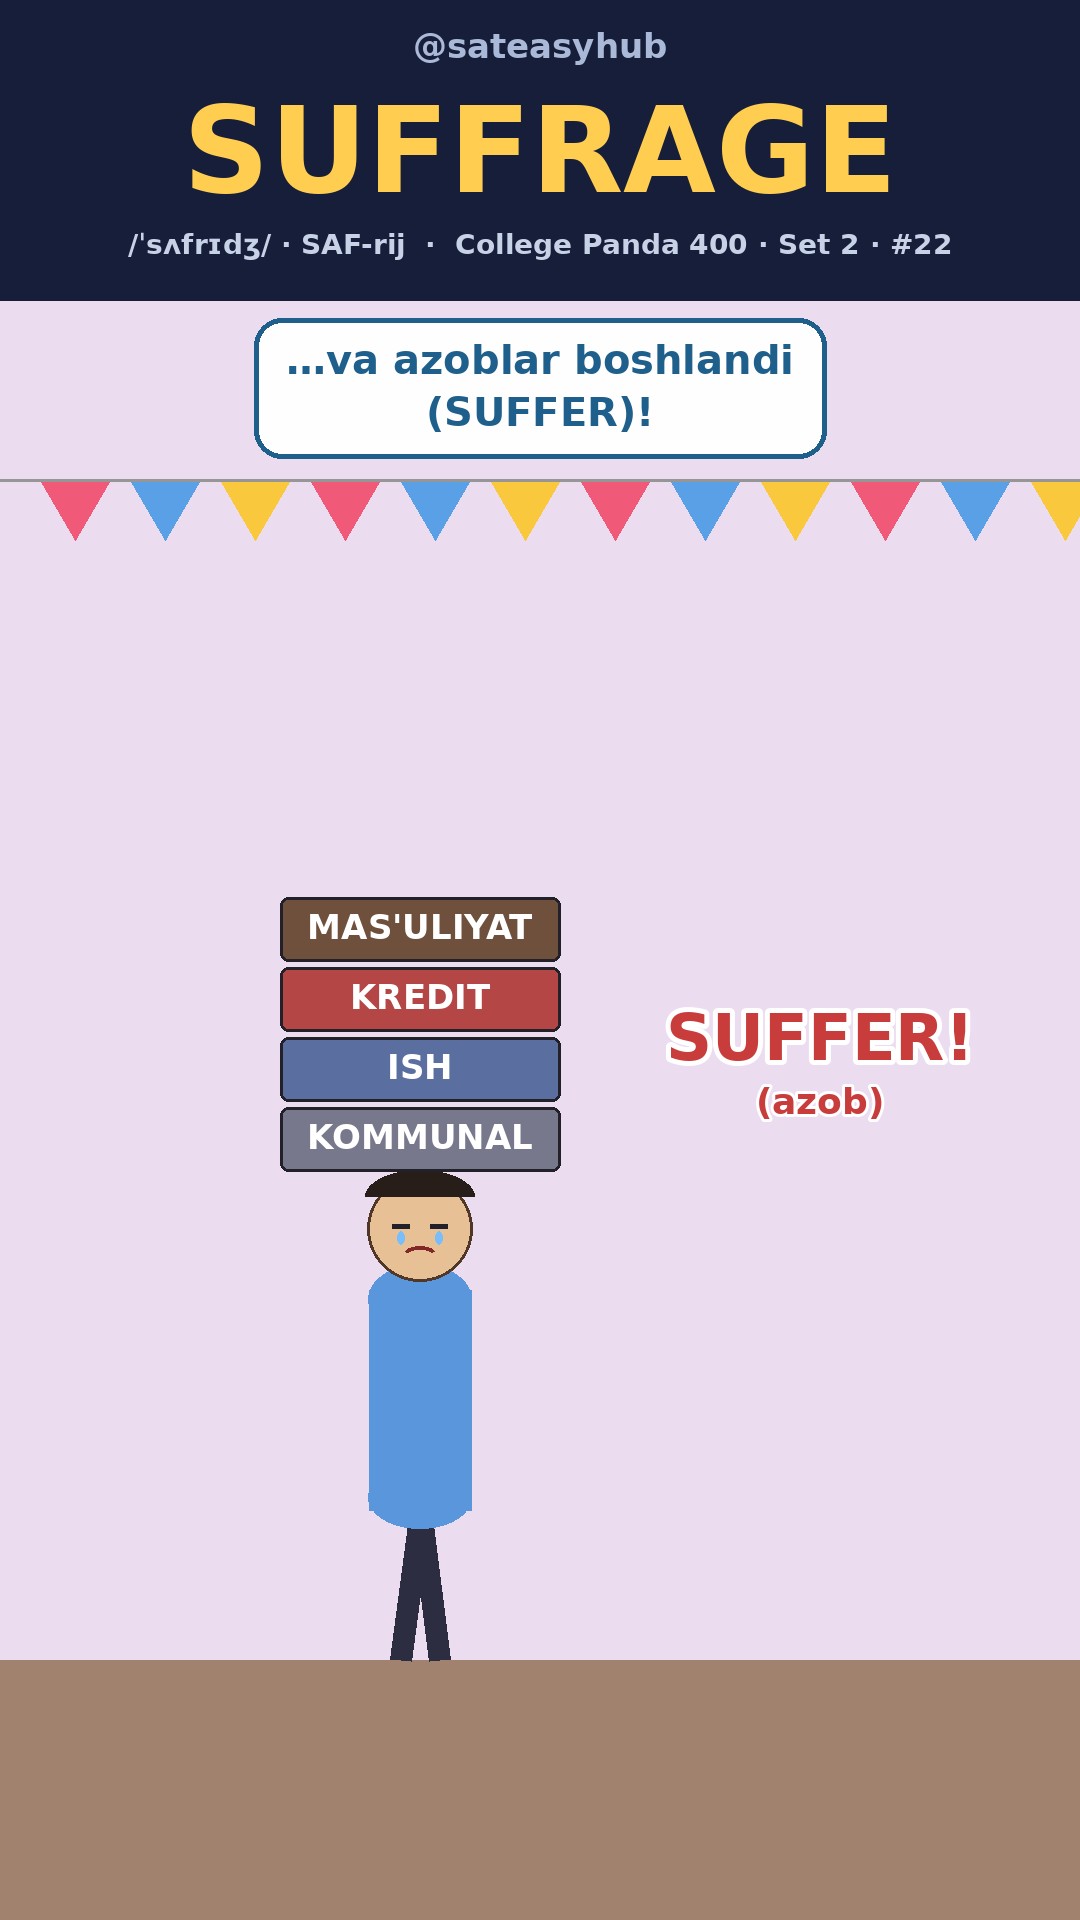 @sateasyhub
SUFFRAGE
/ˈsʌfrɪdʒ/ · SAF-rij · College Panda 400 · Set 2 · #22
...va azoblar boshlandi
(SUFFER)!
MAS'ULIYAT
KREDIT
ISH
KOMMUNAL
SUFFER!
(azob)